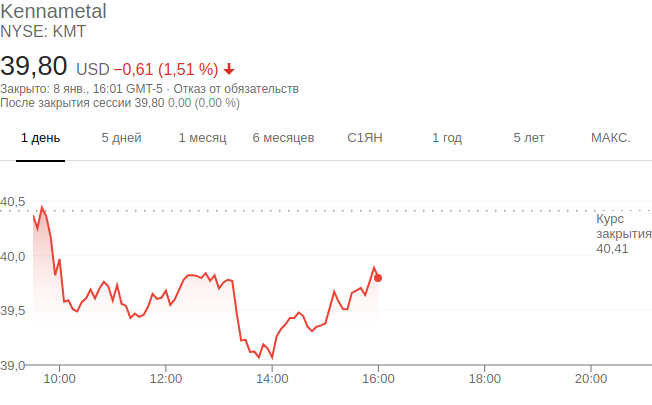 Kennametal
NYSE: KMT
39,80 USD −0,61 (1,51 %)
Закрыто: 8 янв., 16:01 GMT-5 · Отказ от обязательств
После закрытия сессии 39,80 0,00 (0,00 %)
1 день 5 дней 1 месяц 6 месяцев С1ЯН 1 год 5 лет МАКС.
40,5
Курс
закрытия
40,41
40,0
39,5
39,0
10:00 12:00 14:00 16:00 18:00 20:00